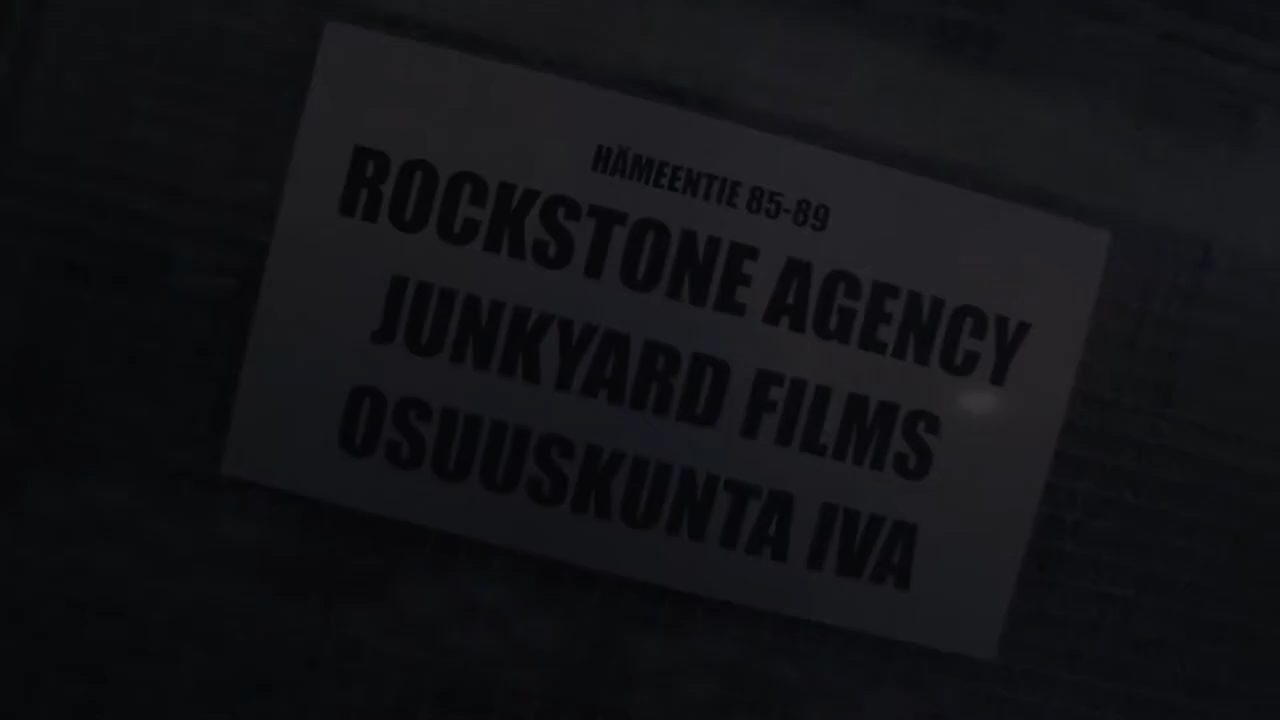 HÄMEENTIE 85-89
ROCKSTONE AGENCY
JUNKYARD FILMS
OSUUSKUNTA IVA